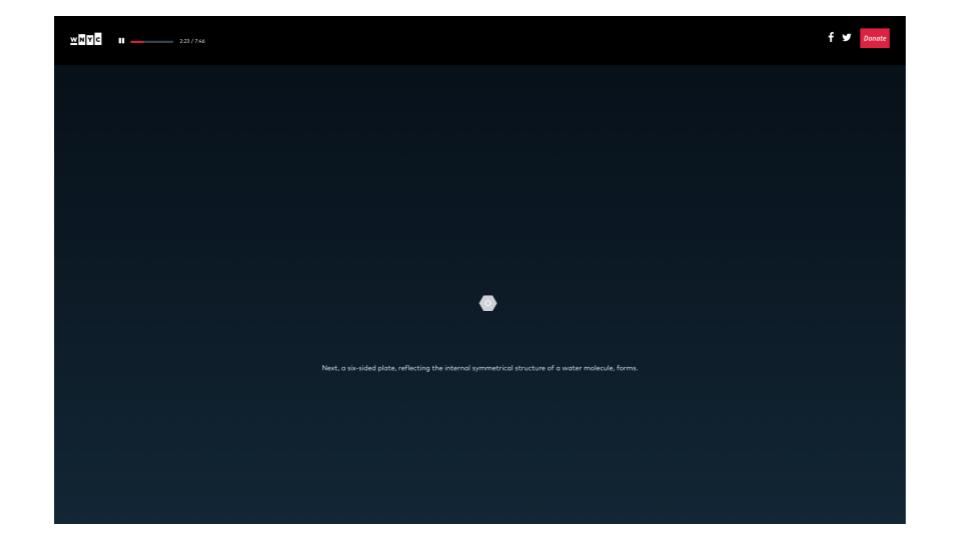 WNYC
2:23 / 7:46
Donate
Next, a six-sided plate, reflecting the internal symmetrical structure of a water molecule, forms.